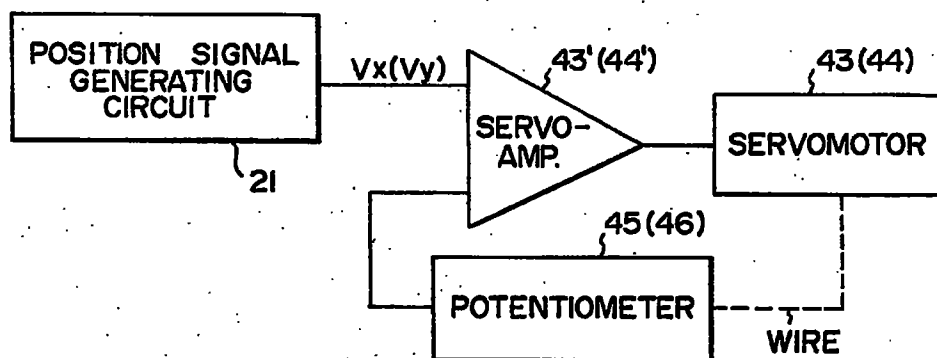 POSITION SIGNAL
GENERATING
CIRCUIT
21
Vx(Vy)
43'(44')
SERVO-
AMP.
43(44)
SERVOMOTOR
45(46)
POTENTIOMETER
WIRE